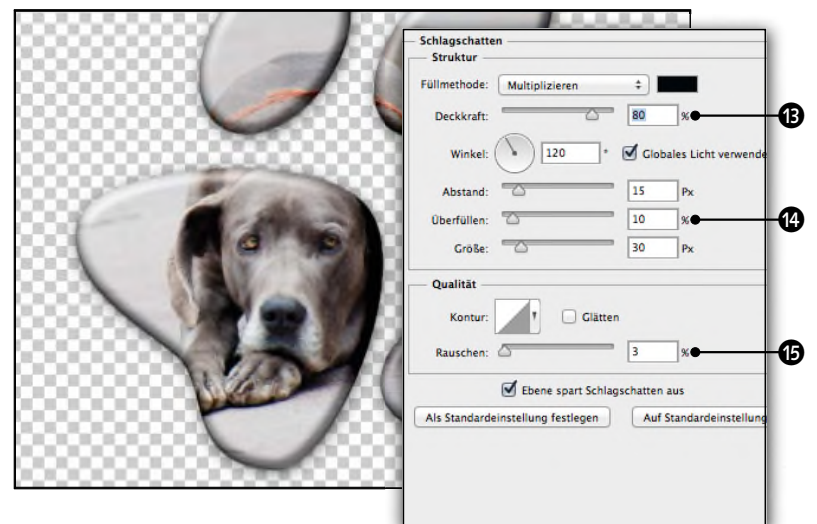 Schlagschatten
Struktur
Füllmethode: Multiplizieren
Deckkraft: 80 % 13
Winkel: 120 ° Globales Licht verwende
Abstand: 15 Px
Überfüllen: 10 % 14
Größe: 30 Px
Qualität
Kontur: Glätten
Rauschen: 3 % 15
Ebene spart Schlagschatten aus
Als Standardeinstellung festlegen Auf Standardeinstellung